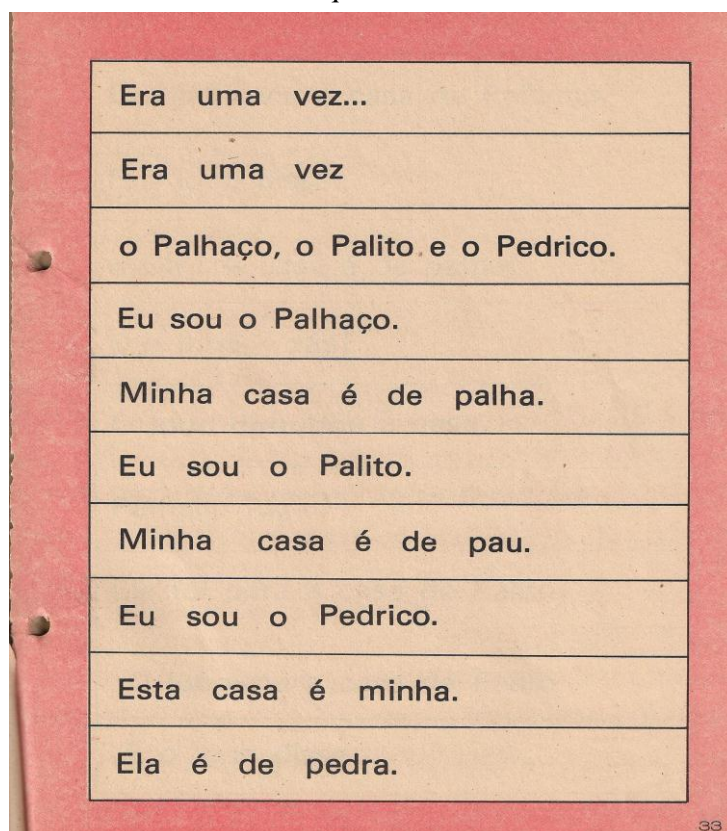 Era uma vez...
Era uma vez
o Palhaço, o Palito e o Pedrico.
Eu sou o Palhaço.
Minha casa é de palha.
Eu sou o Palito.
Minha casa é de pau.
Eu sou o Pedrico.
Esta casa é minha.
Ela é de pedra.
33